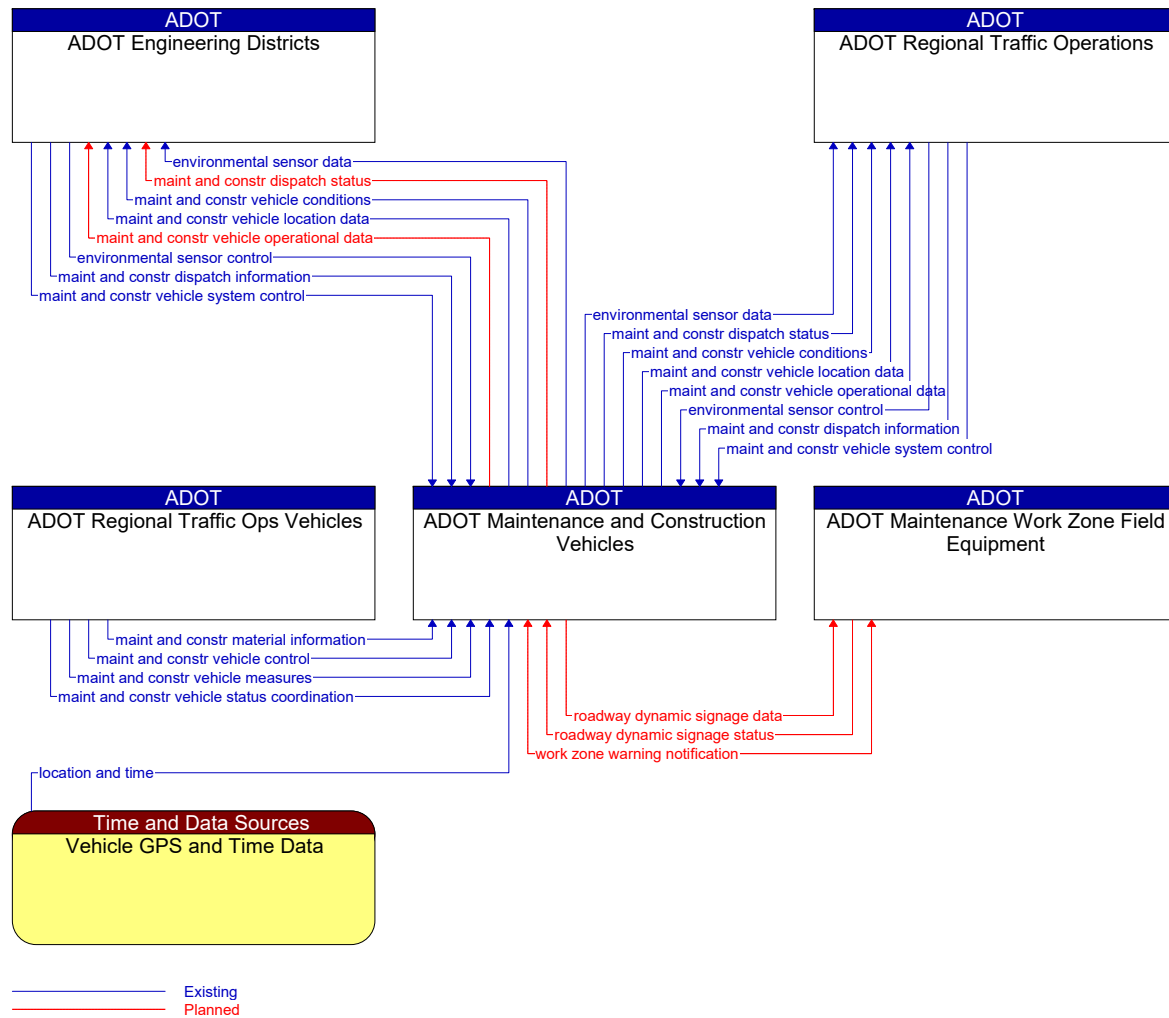 ADOT
ADOT Engineering Districts
ADOT
ADOT Regional Traffic Operations
environmental sensor data
maint and constr dispatch status
maint and constr vehicle conditions
maint and constr vehicle location data
maint and constr vehicle operational data
environmental sensor control
maint and constr dispatch information
maint and constr vehicle system control
environmental sensor data
maint and constr dispatch status
maint and constr vehicle conditions
maint and constr vehicle location data
maint and constr vehicle operational data
environmental sensor control
maint and constr dispatch information
maint and constr vehicle system control
ADOT
ADOT Regional Traffic Ops Vehicles
ADOT
ADOT Maintenance and Construction
Vehicles
ADOT
ADOT Maintenance Work Zone Field
Equipment
maint and constr material information
maint and constr vehicle control
maint and constr vehicle measures
maint and constr vehicle status coordination
roadway dynamic signage data
roadway dynamic signage status
work zone warning notification
location and time
Time and Data Sources
Vehicle GPS and Time Data
Existing
Planned